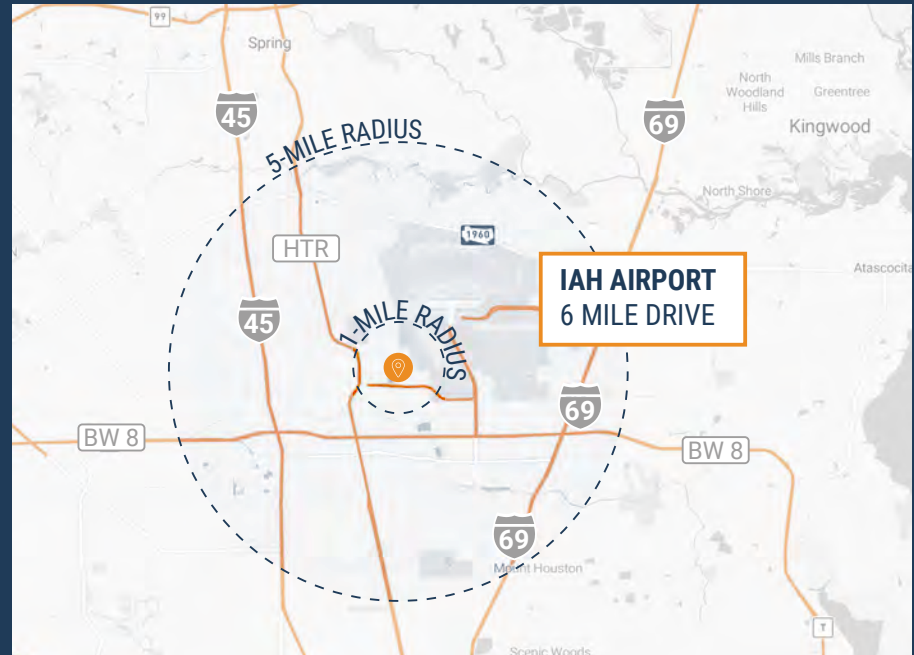 99
Spring
Mills Branch
North
Woodland
Hills
Greentree
45
69
Kingwood
5-MILE RADIUS
North Shore
1960
HTR
IAH AIRPORT
6 MILE DRIVE
Atascocita
45
1-MILE RADIUS
69
BW 8
BW 8
69
Mount Houston
T
Scenic Woods